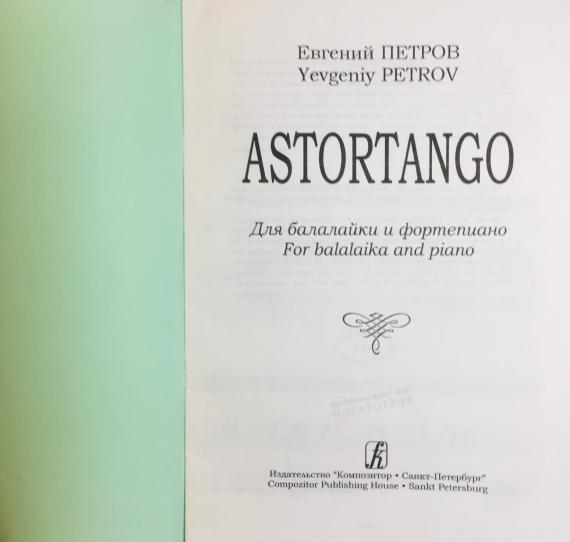 Евгений ПЕТРОВ
Yevgeniy PETROV
ASTORTANGO
Для балалайки и фортепиано
For balalaika and piano
KUSTUTATUD
Издательство "Композитор • Санкт-Петербург"
Compozitor Publishing House • Sankt Petersburg